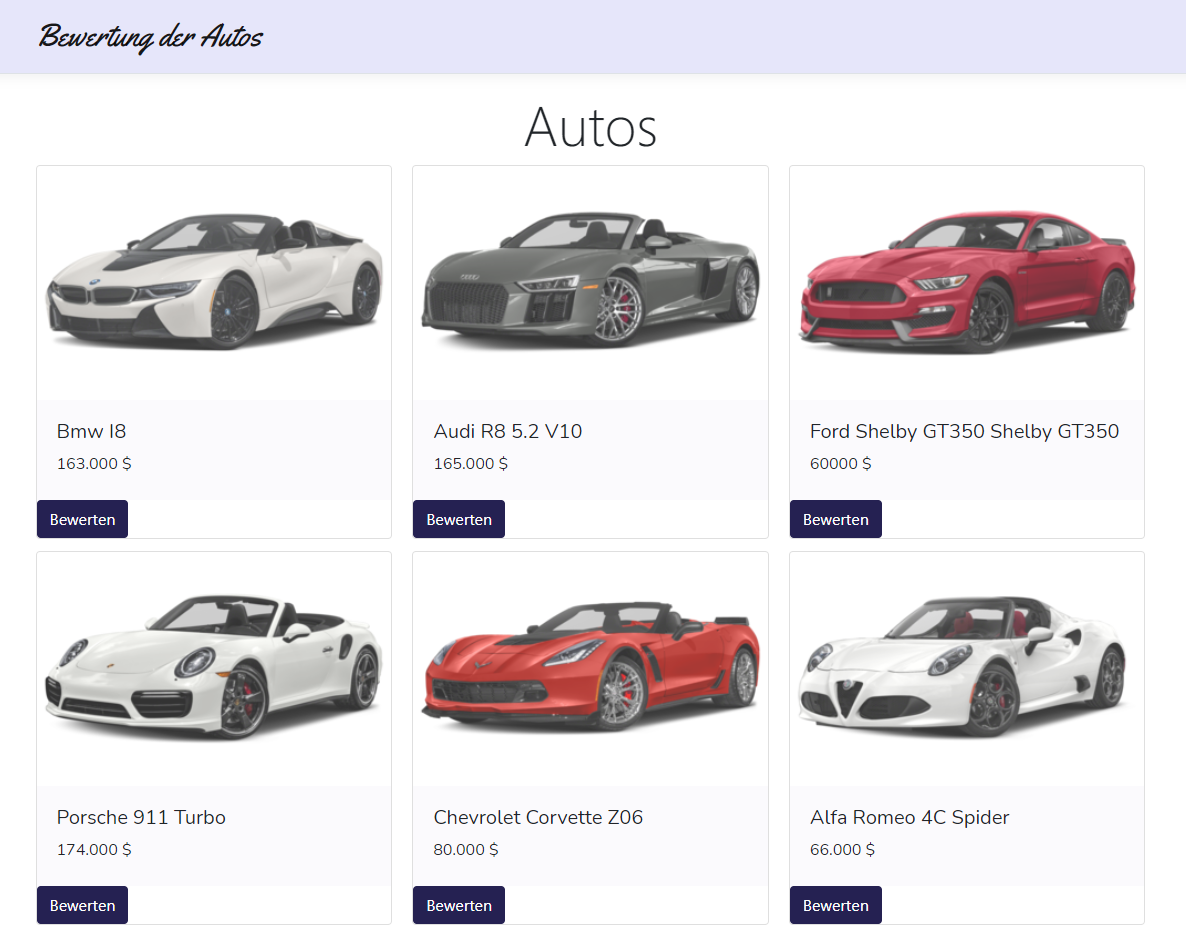 Bewertung der Autos
Autos
Bmw I8
163.000 $
Bewerten
Audi R8 5.2 V10
165.000 $
Bewerten
Ford Shelby GT350 Shelby GT350
60000 $
Bewerten
Porsche 911 Turbo
174.000 $
Bewerten
Chevrolet Corvette Z06
80.000 $
Bewerten
Alfa Romeo 4C Spider
66.000 $
Bewerten